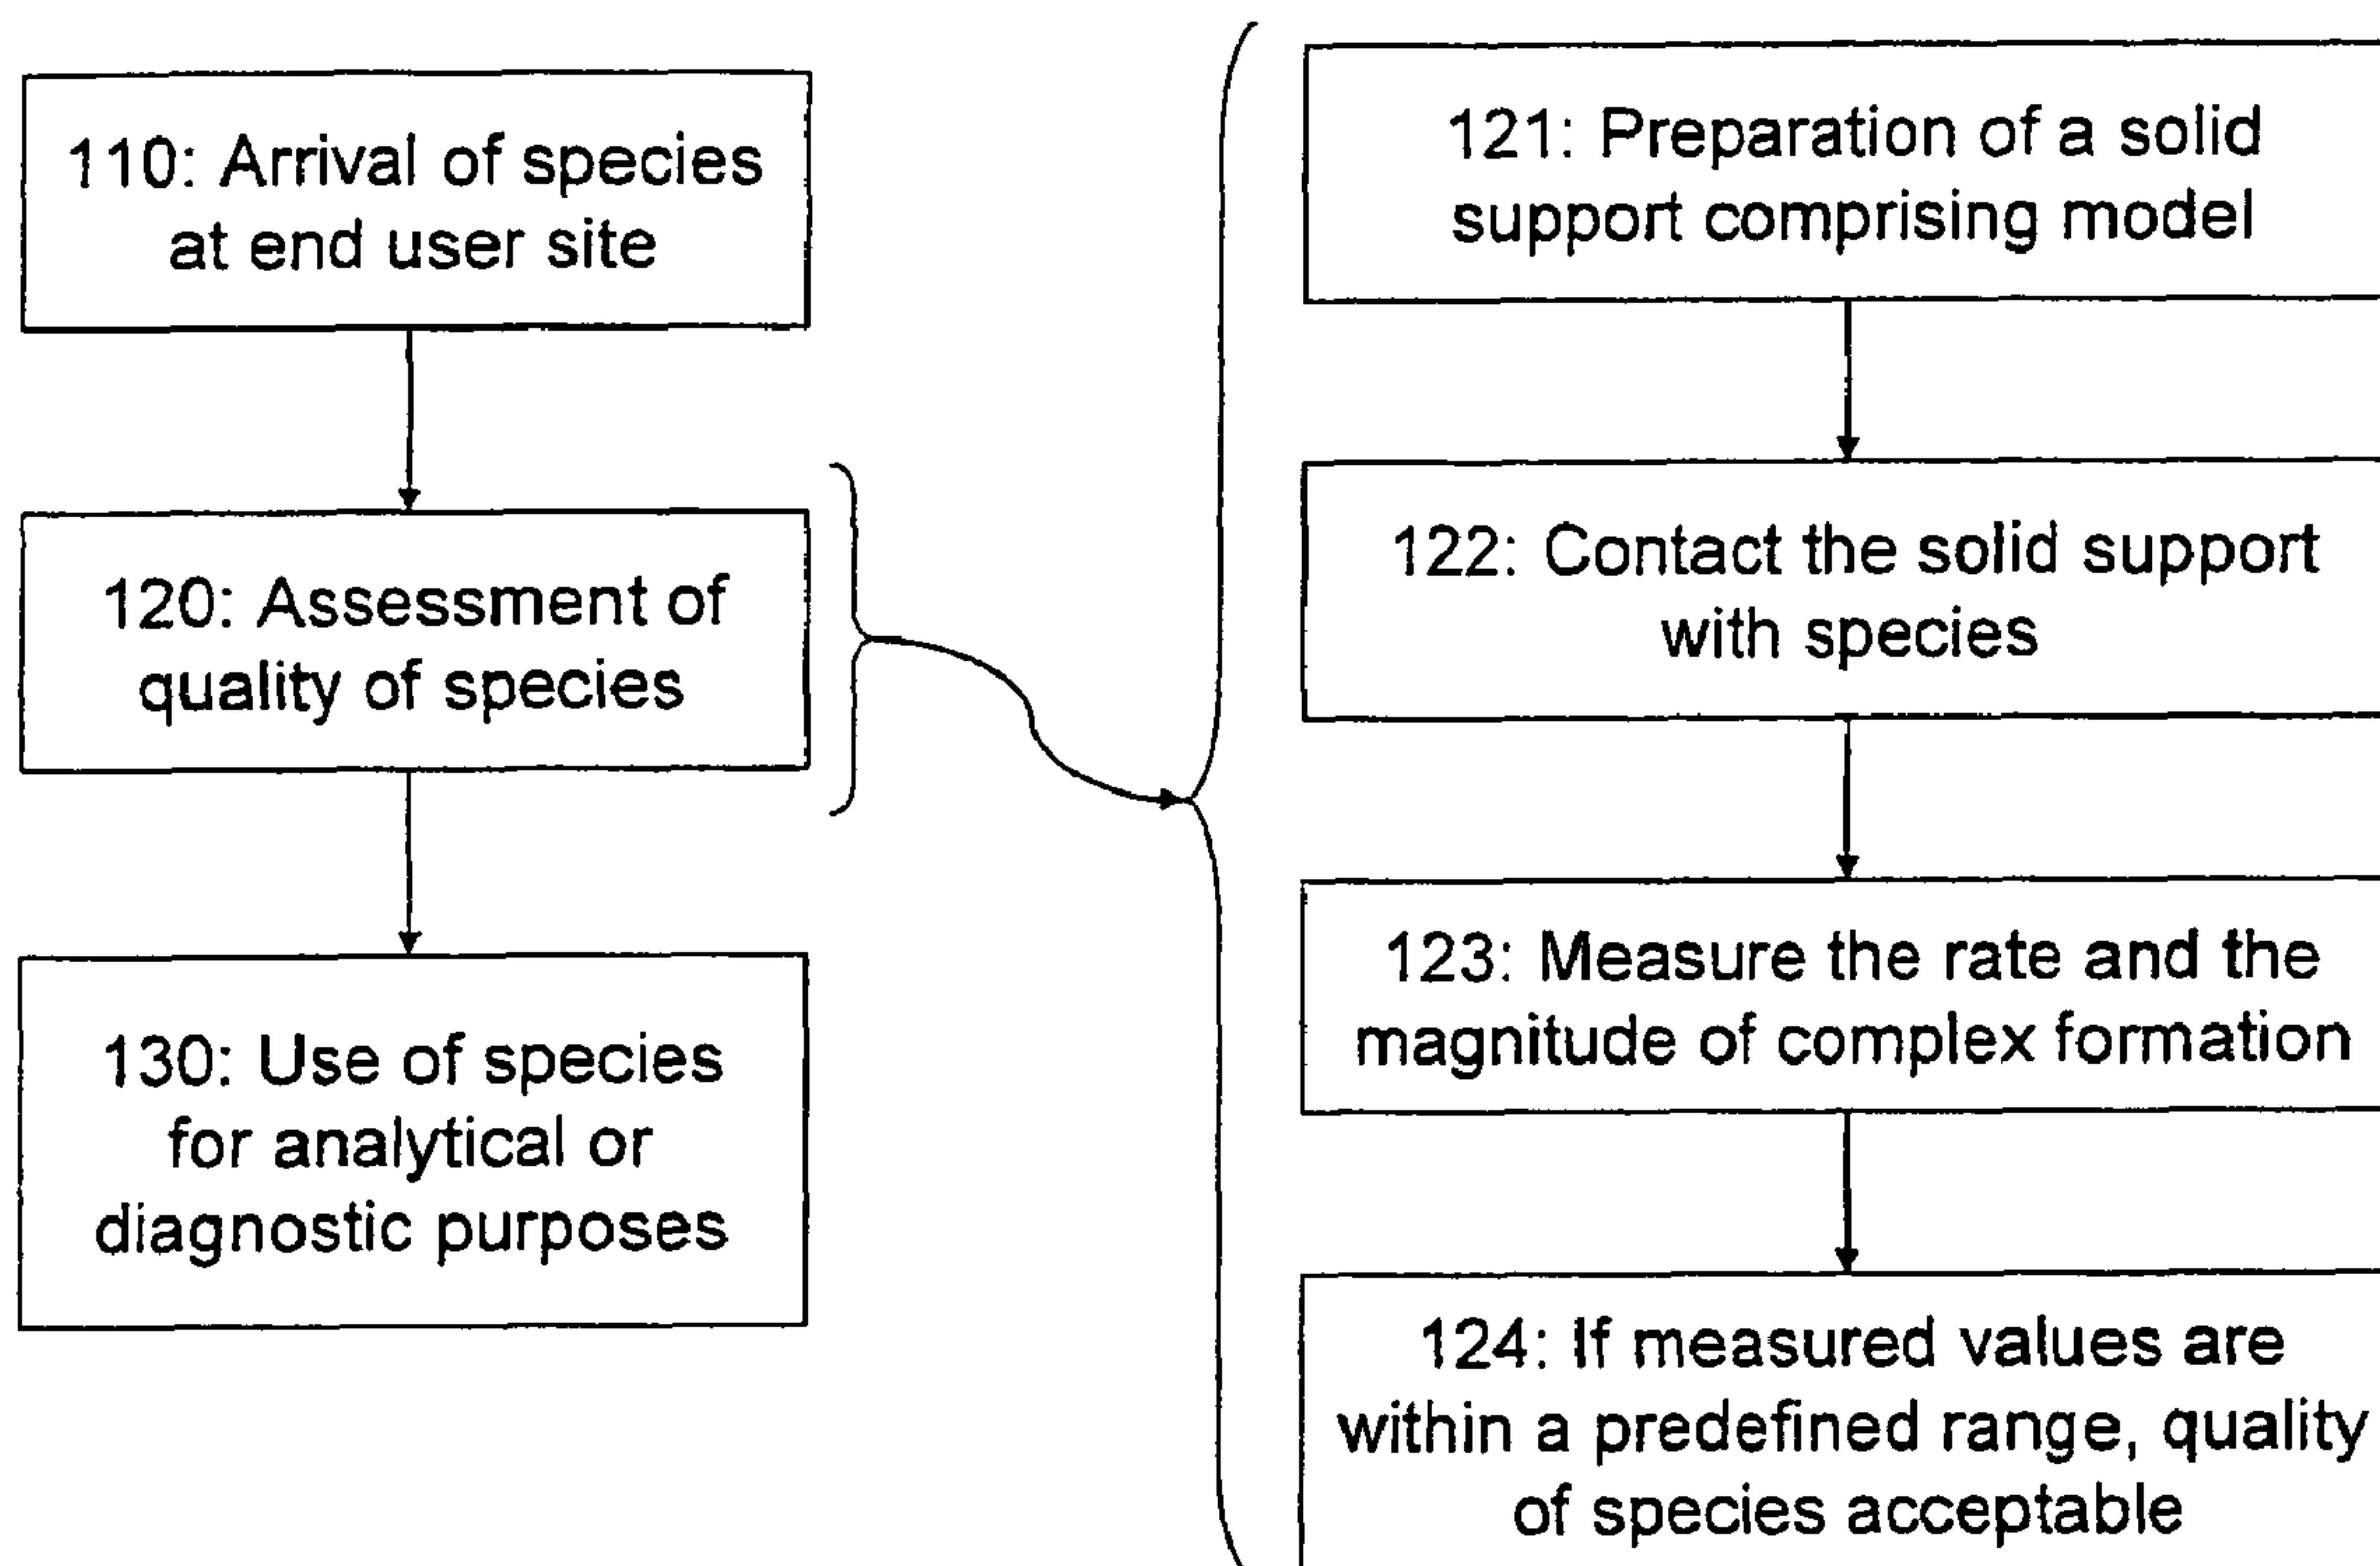 110: Arrival of species
at end user site
120: Assessment of
quality of species
130: Use of species
for analytical or
diagnostic purposes
121: Preparation of a solid
support comprising model
122: Contact the solid support
with species
123: Measure the rate and the
magnitude of complex formation
124: If measured values are
within a predefined range, quality
of species acceptable